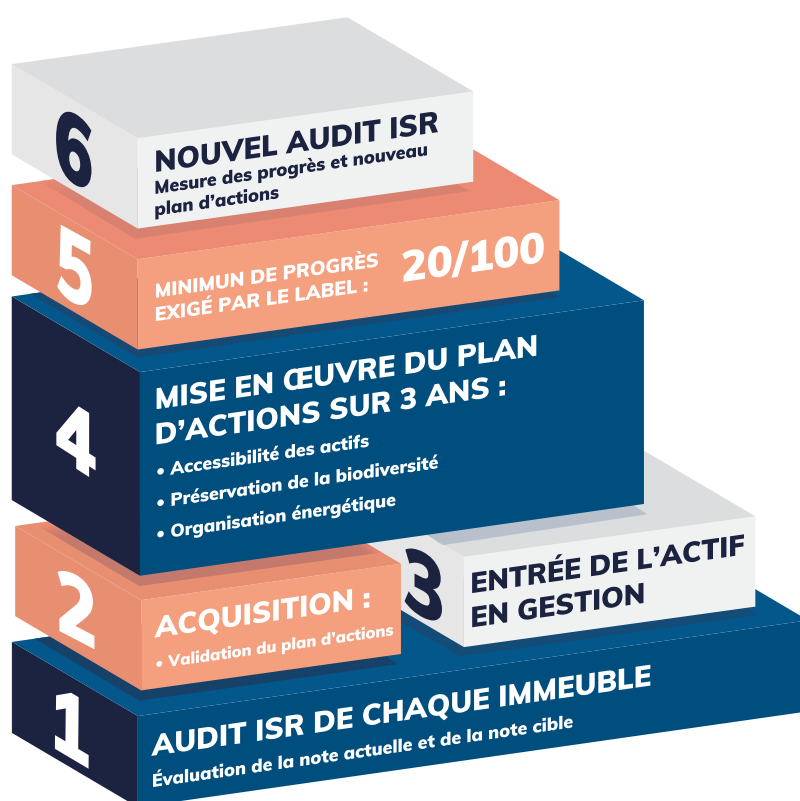 6
NOUVEL AUDIT ISR
Mesure des progrès et nouveau
plan d'actions
5
MINIMUN DE PROGRÈS
EXIGÉ PAR LE LABEL :
20/100
4
MISE EN ŒUVRE DU PLAN
D'ACTIONS SUR 3 ANS :
• Accessibilité des actifs
• Préservation de la biodiversité
• Organisation énergétique
2
ACQUISITION :
• Validation du plan d'actions
3
ENTRÉE DE L'ACTIF
EN GESTION
1
AUDIT ISR DE CHAQUE IMMEUBLE
Évaluation de la note actuelle et de la note cible